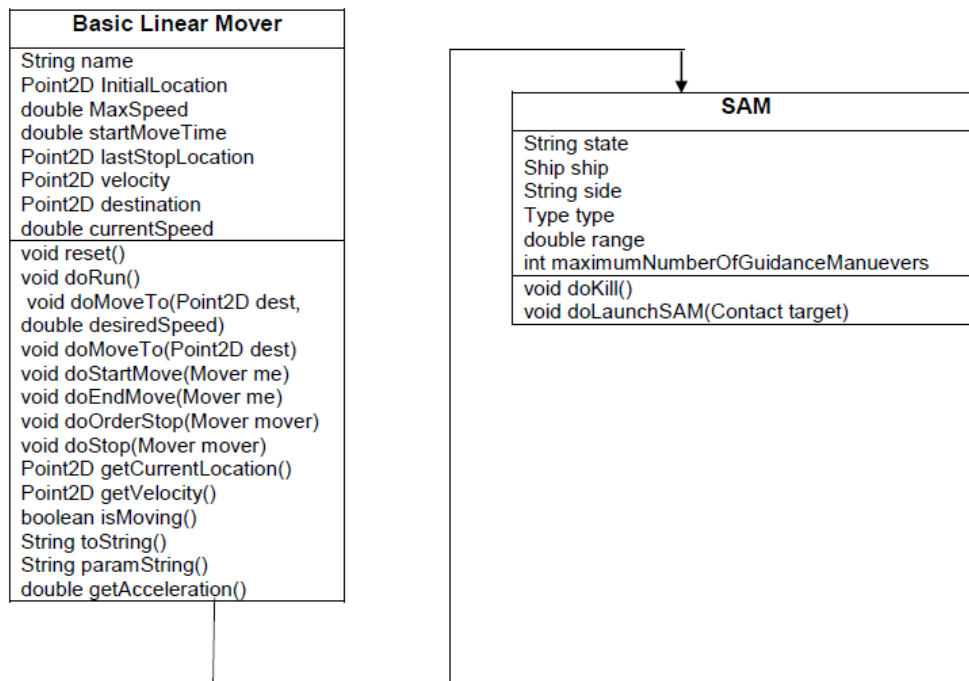 Basic Linear Mover
String name
Point2D InitialLocation
double MaxSpeed
double startMoveTime
Point2D lastStopLocation
Point2D velocity
Point2D destination
double currentSpeed
void reset()
void doRun()
void doMoveTo(Point2D dest,
double desiredSpeed)
void doMoveTo(Point2D dest)
void doStartMove(Mover me)
void doEndMove(Mover me)
void doOrderStop(Mover mover)
void doStop(Mover mover)
Point2D getCurrentLocation()
Point2D getVelocity()
boolean isMoving()
String toString()
String paramString()
double getAcceleration()
SAM
String state
Ship ship
String side
Type type
double range
int maximumNumberOfGuidanceManuevers
void doKill()
void doLaunchSAM(Contact target)